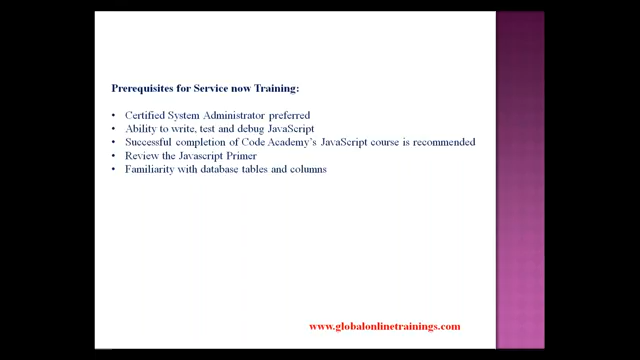 Prerequisites for Service now Training:
• Certified System Administrator preferred
• Ability to write, test and debug JavaScript
• Successful completion of Code Academy's JavaScript course is recommended
• Review the Javascript Primer
• Familiarity with database tables and columns
www.globalonlinetrainings.com